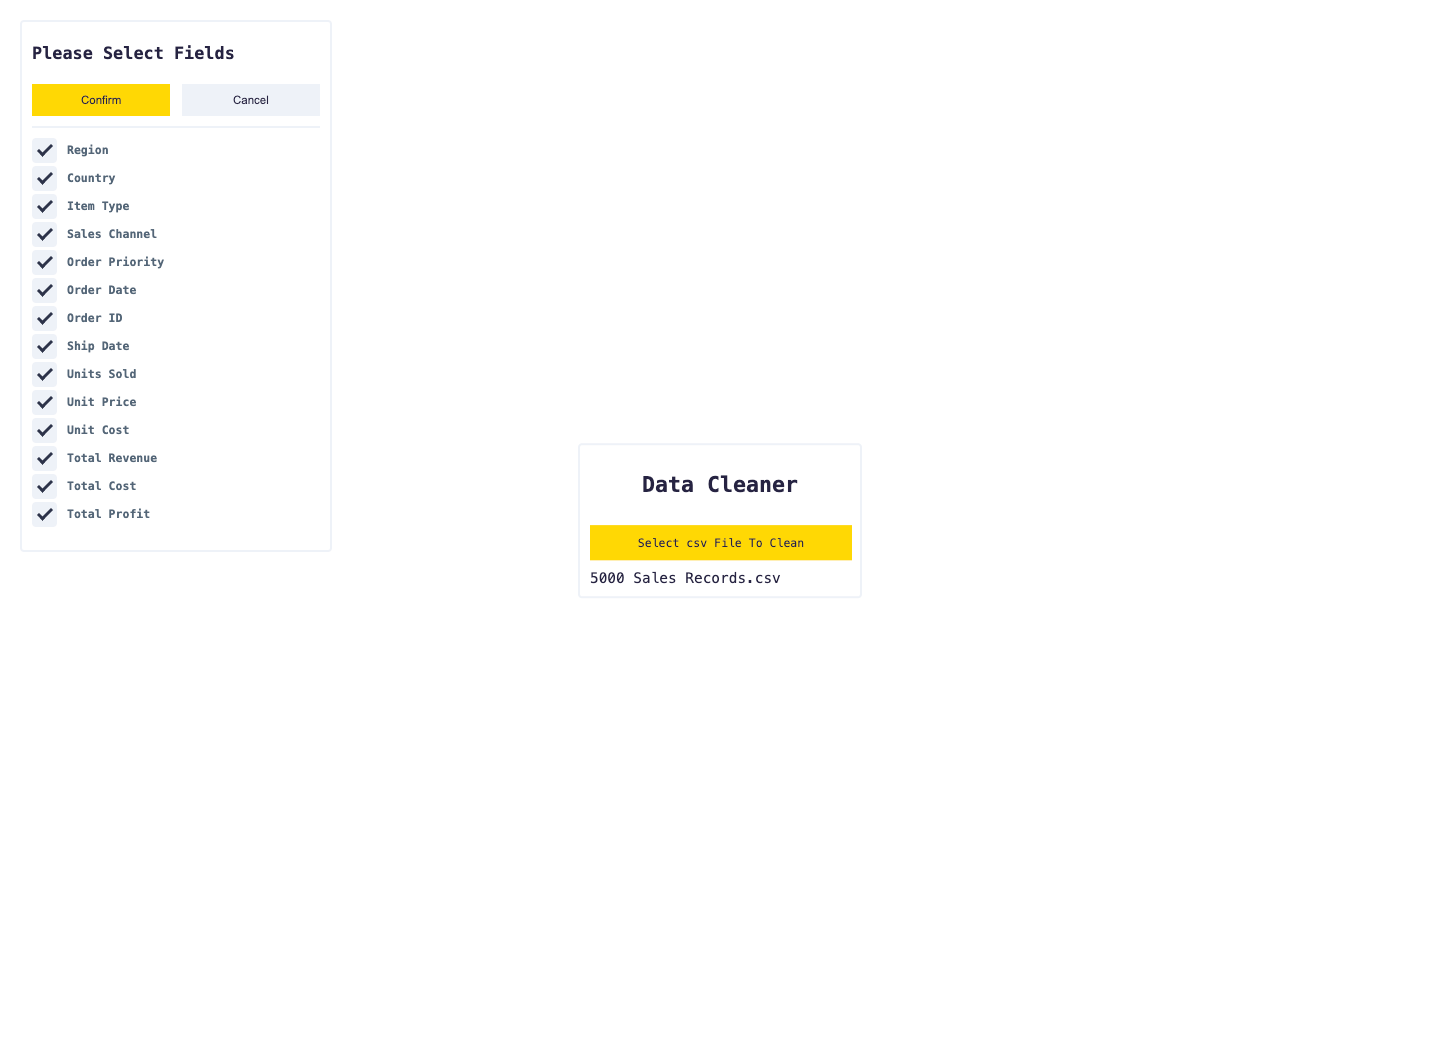 Please Select Fields
Confirm
Cancel
Region
Country
Item Type
Sales Channel
Order Priority
Order Date
Order ID
Ship Date
Units Sold
Unit Price
Unit Cost
Total Revenue
Total Cost
Total Profit
Data Cleaner
Select csv File To Clean
5000 Sales Records.csv